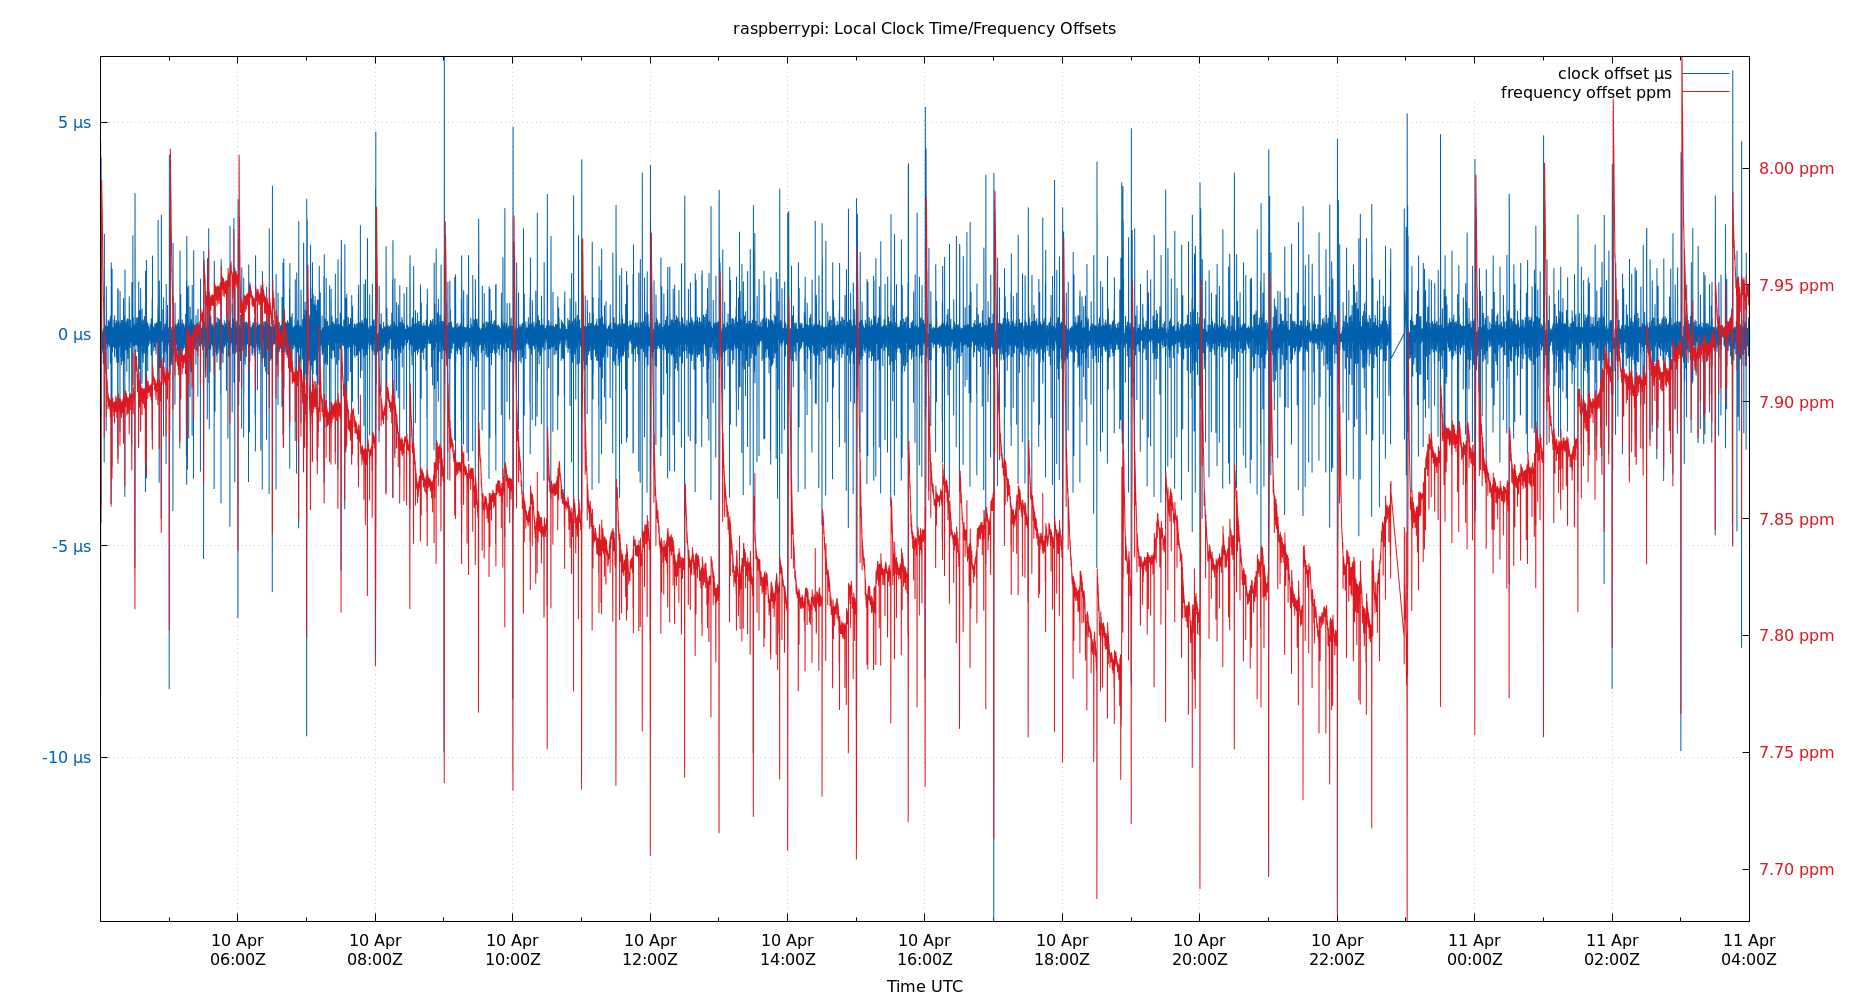 raspberrypi: Local Clock Time/Frequency Offsets
clock offset µs
frequency offset ppm
5 µs
0 µs
-5 µs
-10 µs
8.00 ppm
7.95 ppm
7.90 ppm
7.85 ppm
7.80 ppm
7.75 ppm
7.70 ppm
10 Apr 10 Apr 10 Apr 10 Apr 10 Apr 10 Apr 10 Apr 10 Apr 10 Apr 11 Apr 11 Apr 11 Apr
06:00Z 08:00Z 10:00Z 12:00Z 14:00Z 16:00Z 18:00Z 20:00Z 22:00Z 00:00Z 02:00Z 04:00Z
Time UTC